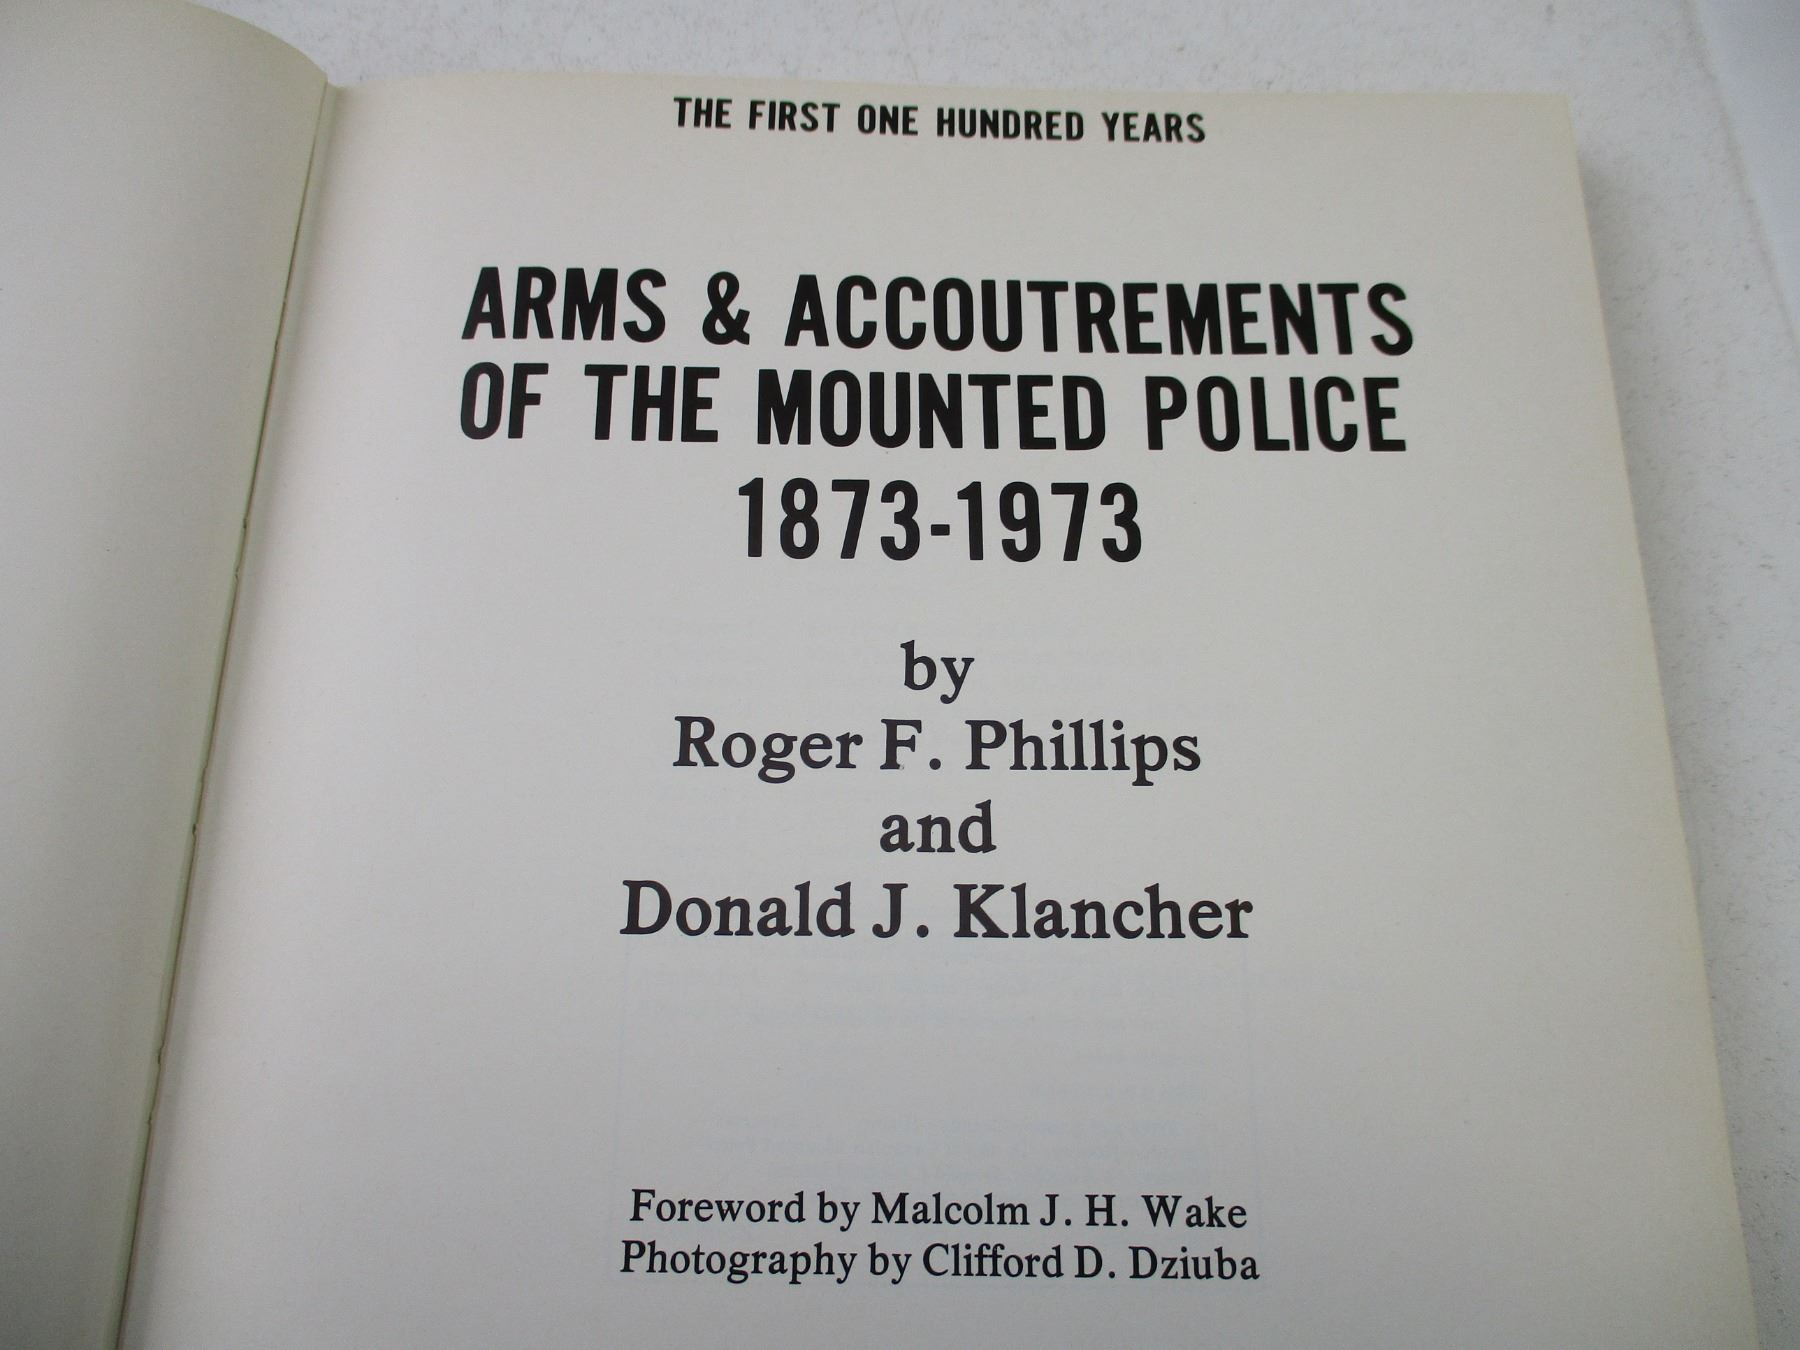 THE FIRST ONE HUNDRED YEARS
ARMS & ACCOUTREMENTS
OF THE MOUNTED POLICE
1873-1973
by
Roger F. Phillips
and
Donald J. Klancher
Foreword by Malcolm J. H. Wake
Photography by Clifford D. Dziuba